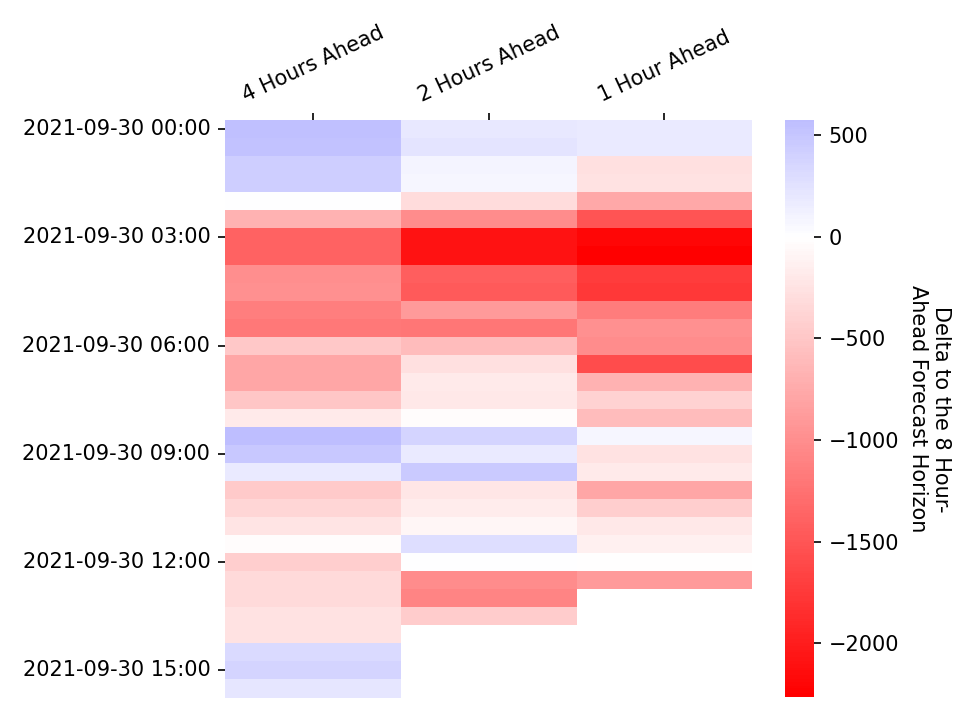 4 Hours Ahead
2 Hours Ahead
1 Hour Ahead
2021-09-30 00:00
2021-09-30 03:00
2021-09-30 06:00
2021-09-30 09:00
2021-09-30 12:00
2021-09-30 15:00
500
0
−500
−1000
−1500
−2000
Delta to the 8 Hour-
Ahead Forecast Horizon